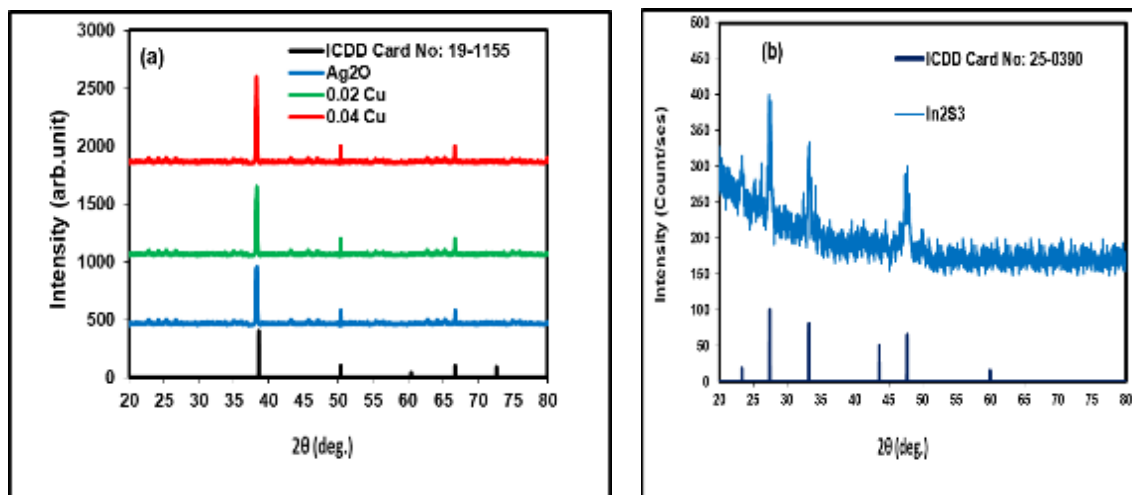 (a)
ICDD Card No: 19-1155
Ag2O
0.02 Cu
0.04 Cu
Intensity (arb.unit)
3000
2500
2000
1500
1000
500
0
20 25 30 35 40 45 50 55 60 65 70 75 80
2θ (deg.)
(b)
ICDD Card No: 25-0390
In2S3
Intensity (Count/ses)
500
450
400
350
300
250
200
150
100
50
0
20 25 30 35 40 45 50 55 60 65 70 75 80
2θ (deg.)